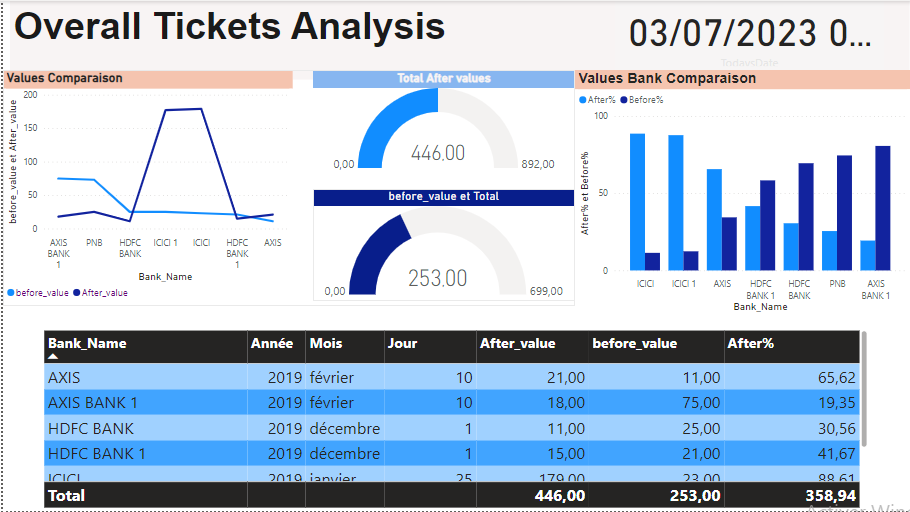 Overall Tickets Analysis
03/07/2023 0...
TodaysDate
Values Comparaison
before_value et After_value
200
150
100
50
0
AXIS BANK 1
PNB
HDFC BANK
ICICI 1
ICICI
HDFC BANK 1
AXIS
Bank_Name
before_value After_value
Total After values
446,00
0,00 892,00
before_value et Total
253,00
0,00 699,00
Values Bank Comparaison
After% Before%
After% et Before%
100
50
0
ICICI
ICICI 1
AXIS
HDFC BANK 1
HDFC BANK
PNB
AXIS BANK 1
Bank_Name
Bank_Name Année Mois Jour After_value before_value After%
AXIS 2019 février 10 21,00 11,00 65,62
AXIS BANK 1 2019 février 10 18,00 75,00 19,35
HDFC BANK 2019 décembre 1 11,00 25,00 30,56
HDFC BANK 1 2019 décembre 1 15,00 21,00 41,67
ICICI 2019 janvier 25 179,00 23,00 88,61
Total 446,00 253,00 358,94